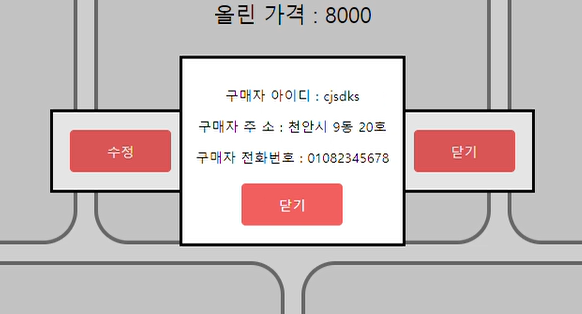 올린 가격 : 8000
구매자 아이디 : cjsdks
구매자 주 소 : 천안시 9동 20호
구매자 전화번호 : 01082345678
수정
닫기
닫기